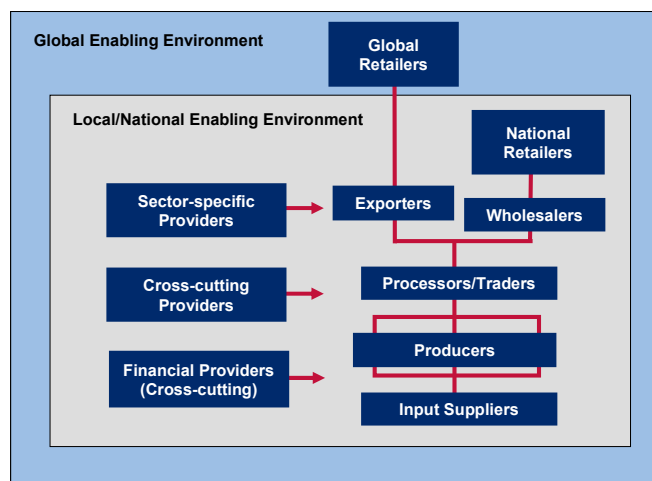 Global Enabling Environment
Global
Retailers
Local/National Enabling Environment
National
Retailers
Sector-specific
Providers
Exporters
Wholesalers
Cross-cutting
Providers
Processors/Traders
Producers
Financial Providers
(Cross-cutting)
Input Suppliers